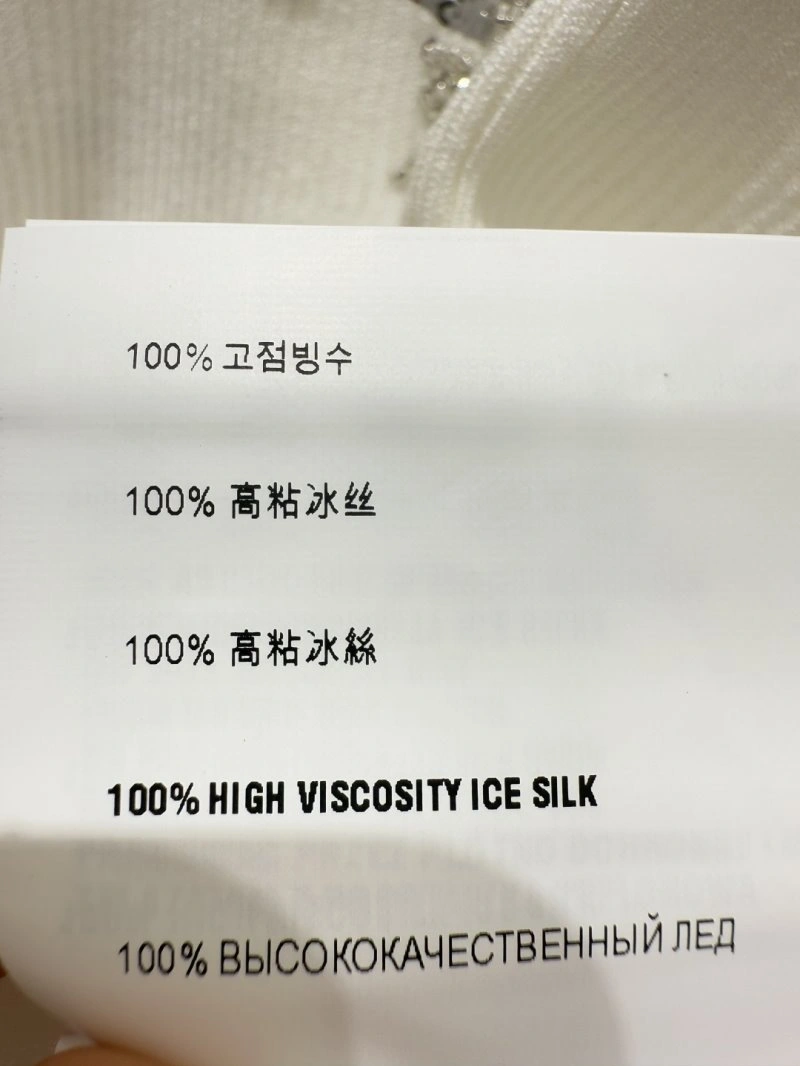 100% 고점빙수
100% 高粘冰丝
100% 高粘冰絲
100% HIGH VISCOSITY ICE SILK
100% ВЫСОКОКАЧЕСТВЕННЫЙ ЛЕД